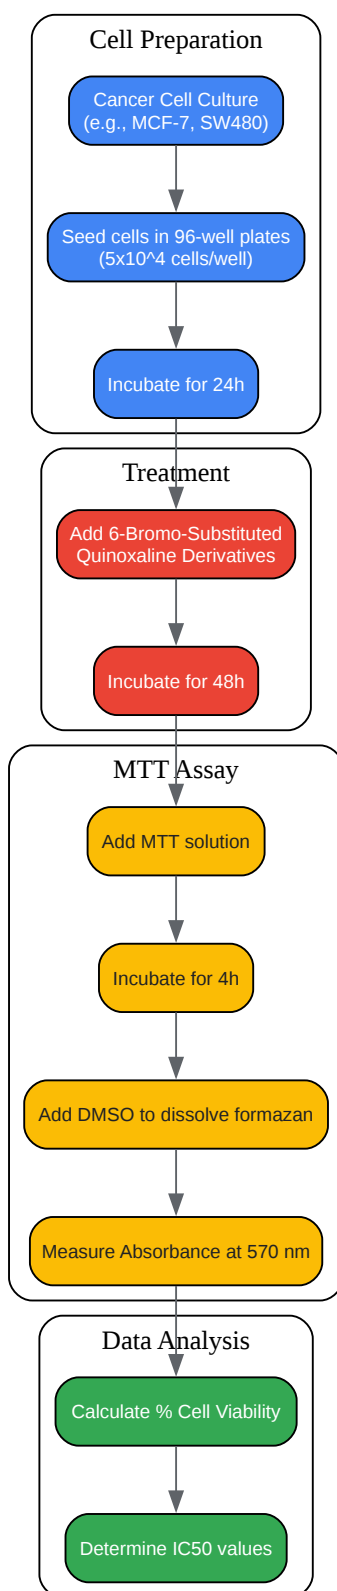 Cell Preparation
Cancer Cell Culture
(e.g., MCF-7, SW480)
Seed cells in 96-well plates
(5x10^4 cells/well)
Incubate for 24h
Treatment
Add 6-Bromo-Substituted
Quinoxaline Derivatives
Incubate for 48h
MTT Assay
Add MTT solution
Incubate for 4h
Add DMSO to dissolve formazan
Measure Absorbance at 570 nm
Data Analysis
Calculate % Cell Viability
Determine IC50 values